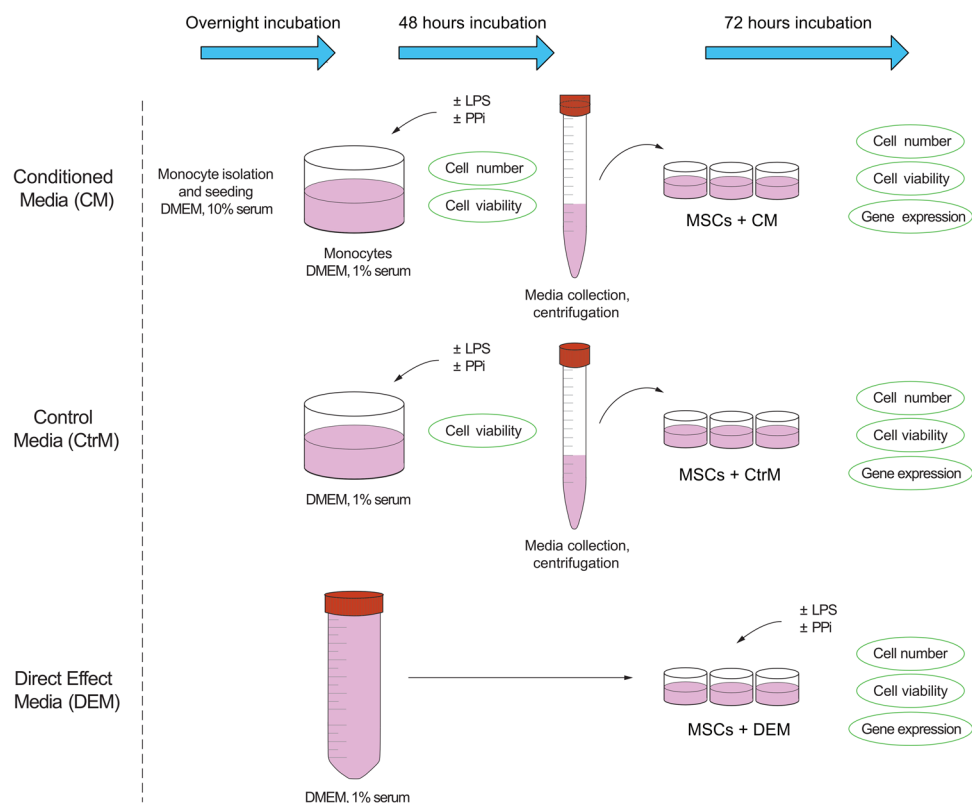 Overnight incubation
48 hours incubation
72 hours incubation
Conditioned
Media (CM)
Monocyte isolation
and seeding
DMEM, 10% serum
± LPS
± PPi
Monocytes
DMEM, 1% serum
Cell number
Cell viability
Media collection,
centrifugation
MSCs + CM
Cell number
Cell viability
Gene expression
Control
Media (CtrM)
± LPS
± PPi
DMEM, 1% serum
Cell viability
Media collection,
centrifugation
MSCs + CtrM
Cell number
Cell viability
Gene expression
Direct Effect
Media (DEM)
DMEM, 1% serum
± LPS
± PPi
MSCs + DEM
Cell number
Cell viability
Gene expression